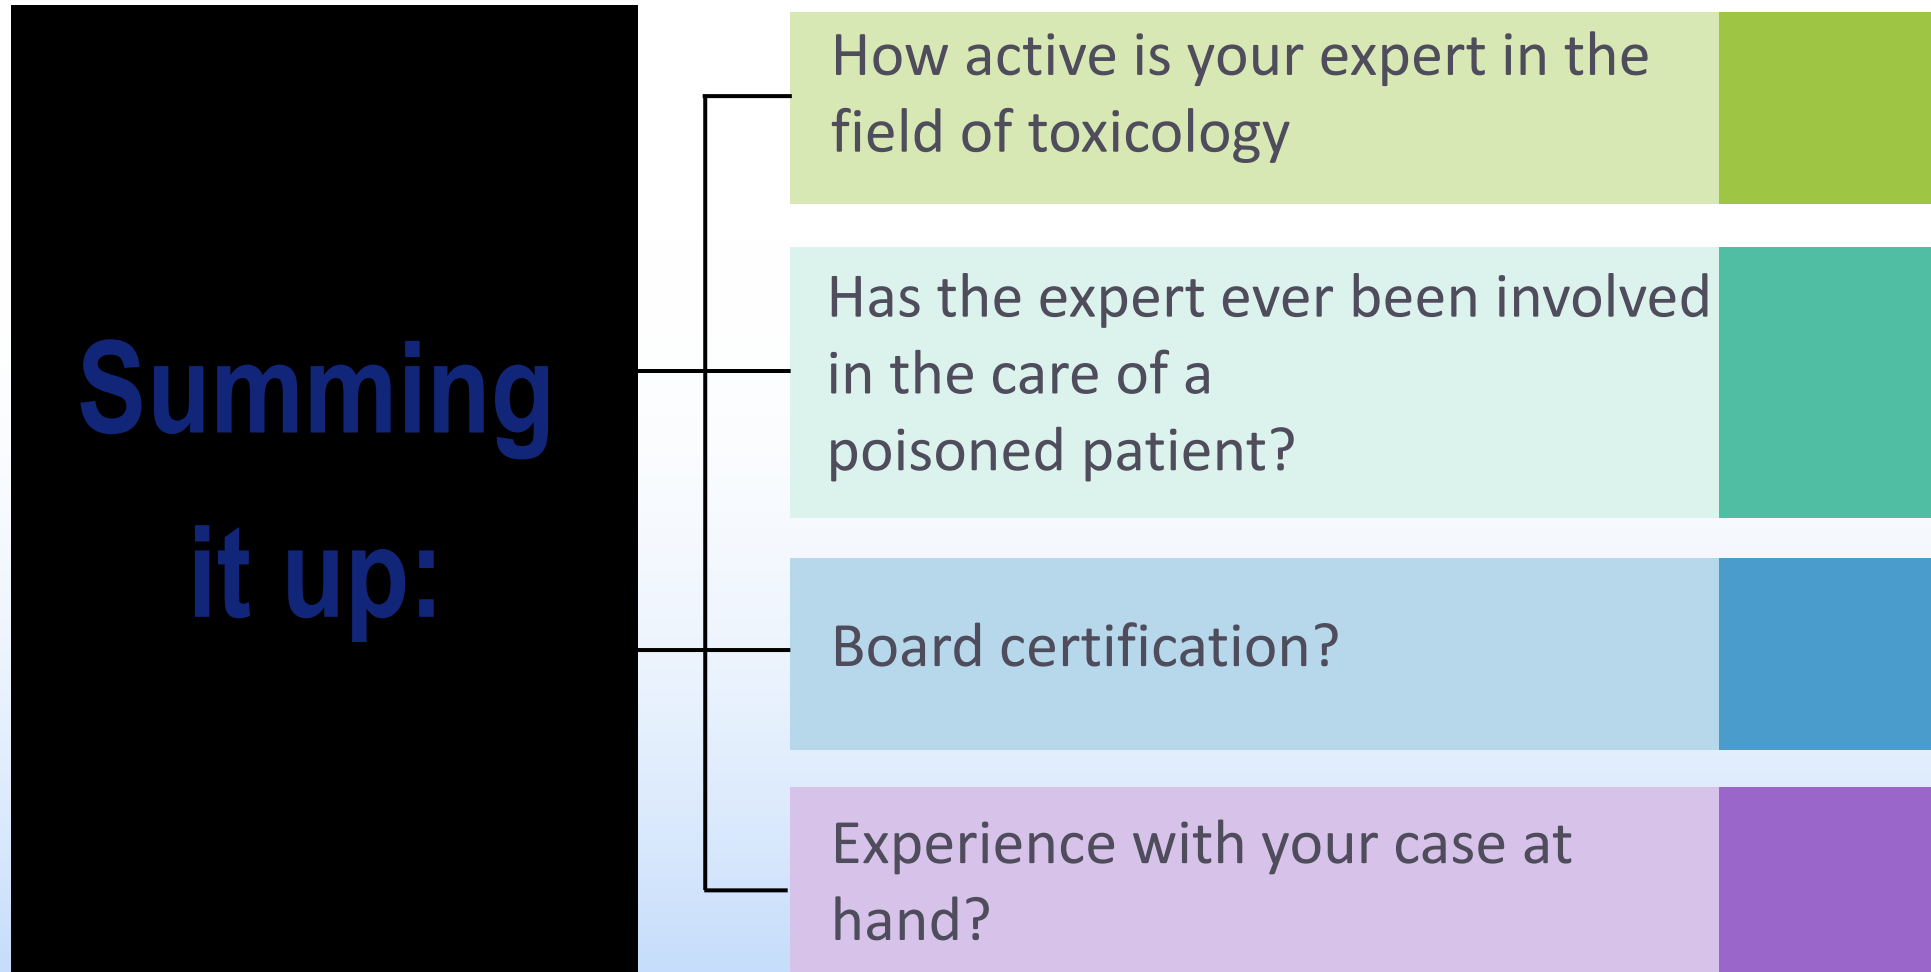 Summing
it up:
How active is your expert in the
field of toxicology
Has the expert ever been involved
in the care of a
poisoned patient?
Board certification?
Experience with your case at
hand?